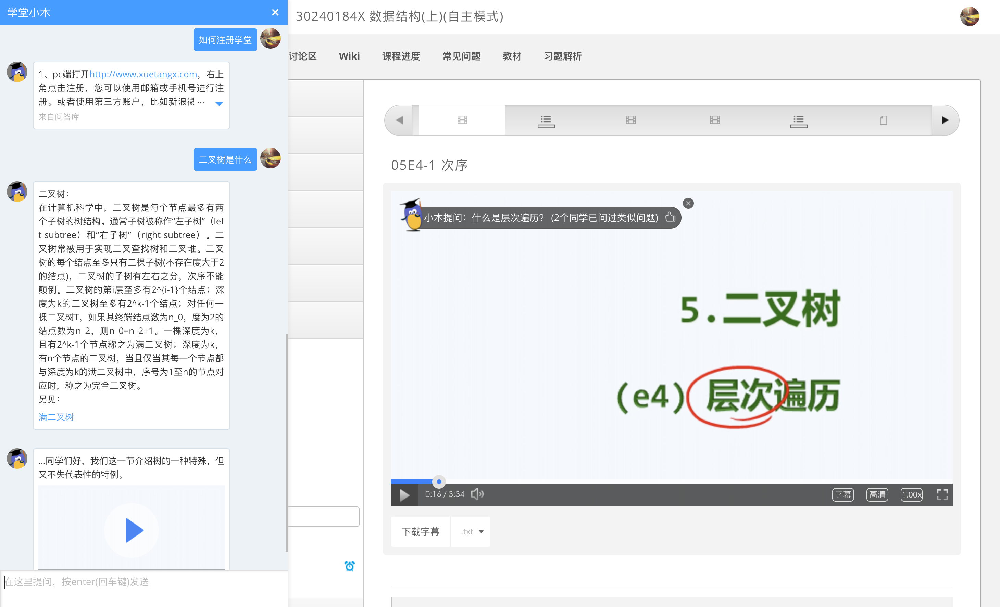 学堂小木
如何注册学堂
1、pc端打开http://www.xuetangx.com，右上
角点击注册，您可以使用邮箱或手机号进行注
册。或者使用第三方账户，比如新浪微 ...
来自问答库
二叉树是什么
二叉树：
在计算机科学中，二叉树是每个节点最多有两
个子树的树结构。通常子树被称作“左子树”（lef
t subtree）和“右子树”（right subtree）。二
叉树常被用于实现二叉查找树和二叉堆。二叉
树的每个结点至多只有二棵子树(不存在度大于2
的结点)，二叉树的子树有左右之分，次序不能
颠倒。二叉树的第i层至多有2^{i-1}个结点；深
度为k的二叉树至多有2^k-1个结点；对任何一
棵二叉树T，如果其终端结点数为n_0，度为2的
结点数为n_2，则n_0=n_2+1。一棵深度为k，
且有2^k-1个节点称之为满二叉树；深度为k，
有n个节点的二叉树，当且仅当其每一个节点都
与深度为k的满二叉树中，序号为1至n的节点对
应时，称之为完全二叉树。
另见：
满二叉树
...同学们好，我们这一节介绍树的一种特殊，但
又不失代表性的特例。
在这里提问，按enter(回车键)发送
30240184X 数据结构(上)(自主模式)
讨论区 Wiki 课程进度 常见问题 教材 习题解析
05E4-1 次序
小木提问：什么是层次遍历？（2个同学已问过类似问题)
5.二叉树
(e4) 层次遍历
0:16 / 3:34 字幕 高清 1.00x
下载字幕 .txt